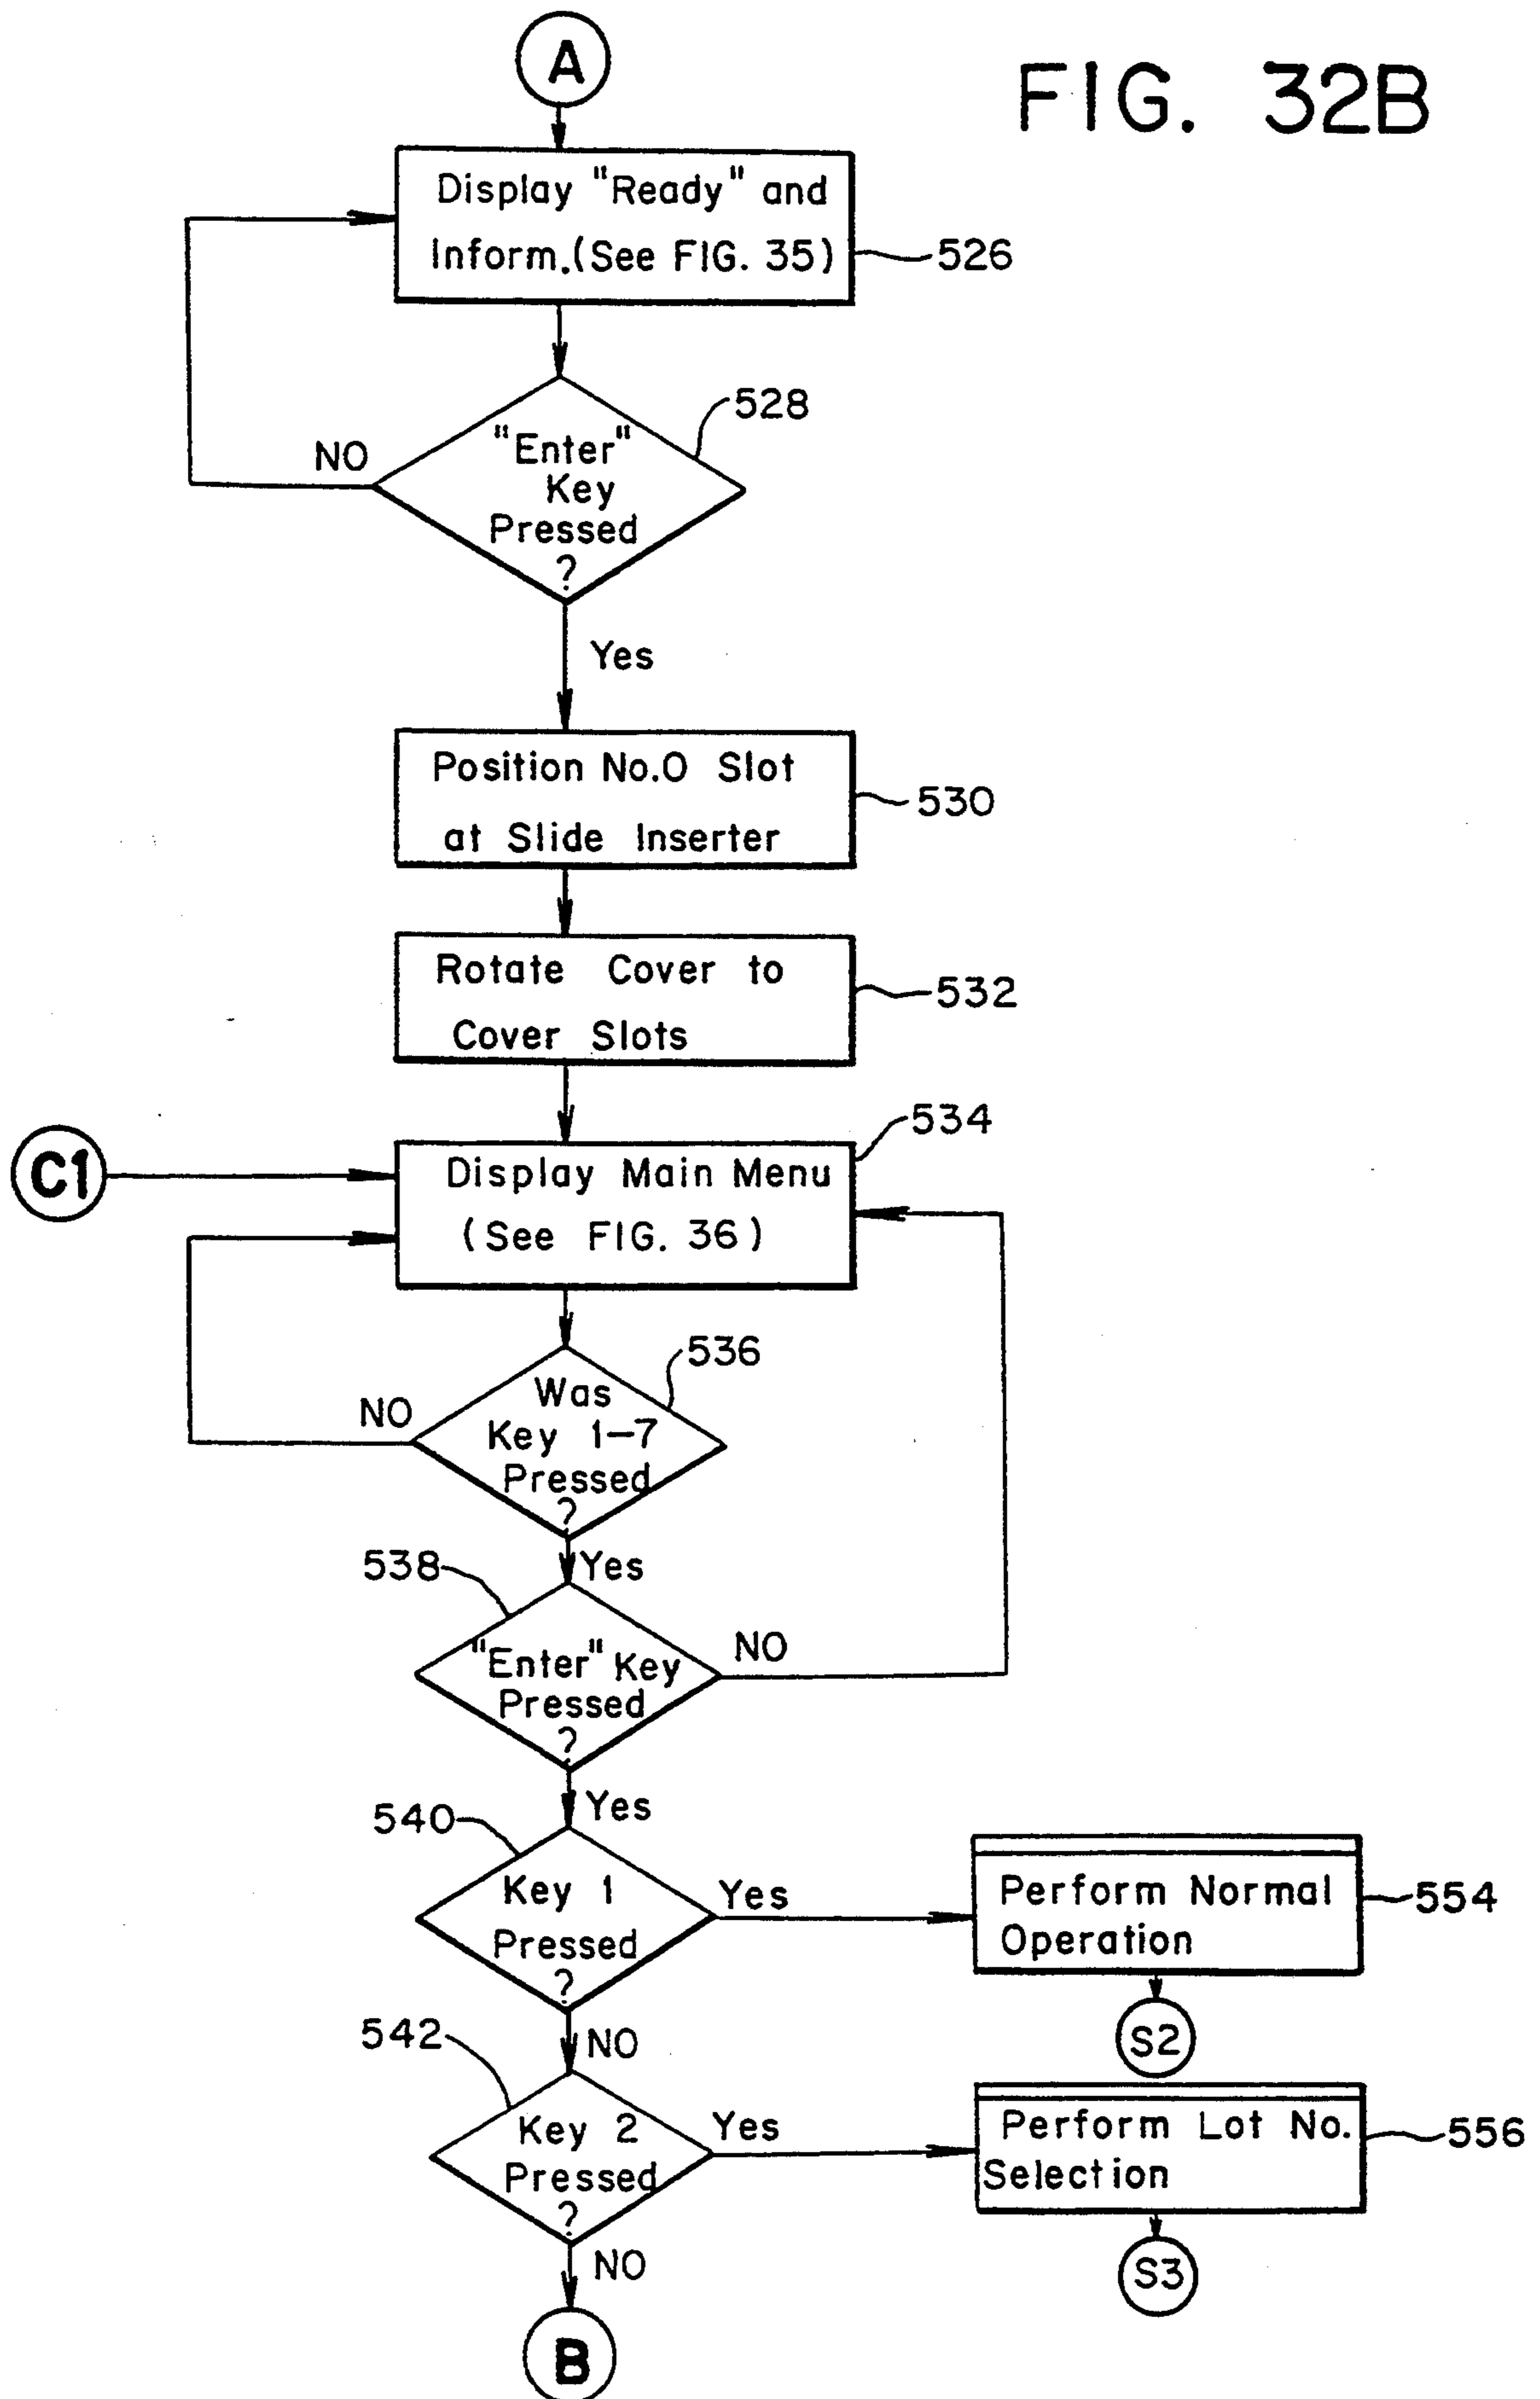 A
FIG. 32B
Display "Ready" and
Inform.(See FIG. 35)
526
528
"Enter"
Key
Pressed
?
NO
Yes
Position No.0 Slot
at Slide Inserter
530
Rotate Cover to
Cover Slots
532
534
C1
Display Main Menu
(See FIG. 36)
536
Was
Key 1–7
Pressed
?
NO
Yes
538
"Enter" Key
Pressed
?
NO
Yes
540
Key 1
Pressed
?
Yes
Perform Normal
Operation
554
S2
NO
542
Key 2
Pressed
?
Yes
Perform Lot No.
Selection
556
S3
NO
B